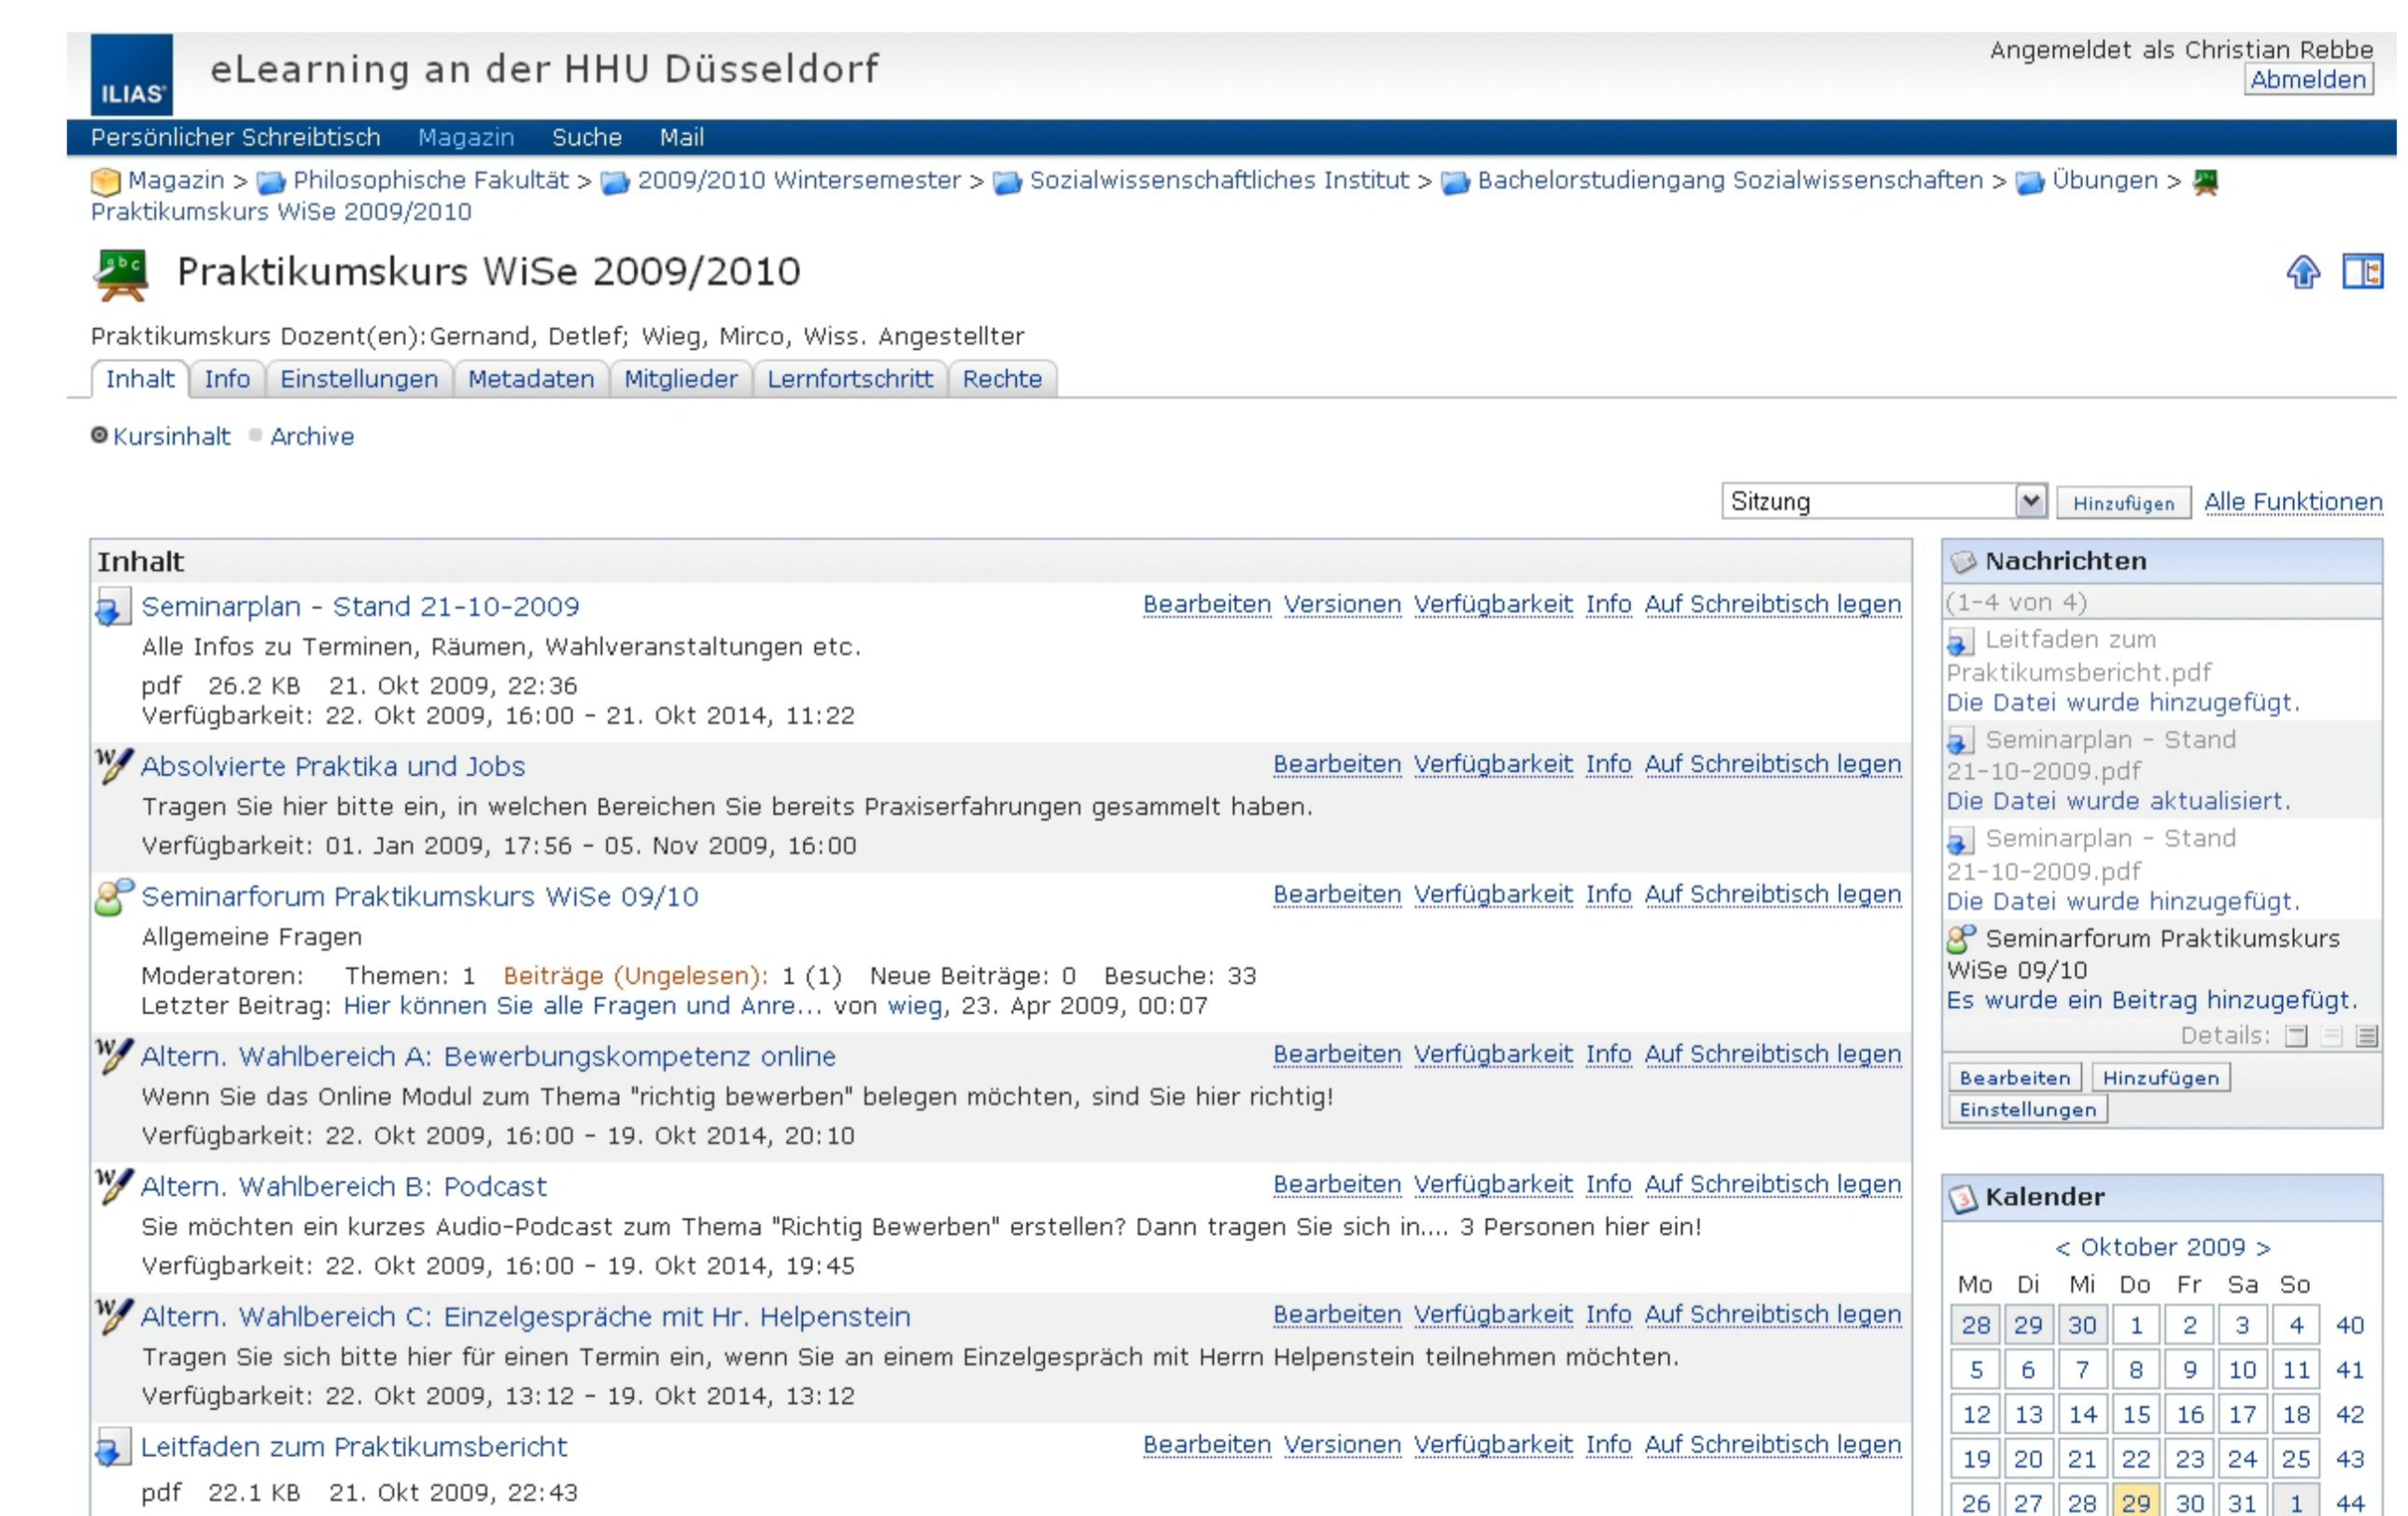 ILIAS
eLearning an der HHU Düsseldorf
Angemeldet als Christian Rebbe
Abmelden
Persönlicher Schreibtisch Magazin Suche Mail
Magazin > Philosophische Fakultät > 2009/2010 Wintersemester > Sozialwissenschaftliches Institut > Bachelorstudiengang Sozialwissenschaften > Übungen >
Praktikumskurs WiSe 2009/2010
abc Praktikumskurs WiSe 2009/2010
Praktikumskurs Dozent(en):Gernand, Detlef; Wieg, Mirco, Wiss. Angestellter
Inhalt Info Einstellungen Metadaten Mitglieder Lernfortschritt Rechte
Kursinhalt Archive
Sitzung Hinzufügen Alle Funktionen
Inhalt
Seminarplan - Stand 21-10-2009 Bearbeiten Versionen Verfügbarkeit Info Auf Schreibtisch legen
Alle Infos zu Terminen, Räumen, Wahlveranstaltungen etc.
pdf 26.2 KB 21. Okt 2009, 22:36
Verfügbarkeit: 22. Okt 2009, 16:00 - 21. Okt 2014, 11:22
W Absolvierte Praktika und Jobs Bearbeiten Verfügbarkeit Info Auf Schreibtisch legen
Tragen Sie hier bitte ein, in welchen Bereichen Sie bereits Praxiserfahrungen gesammelt haben.
Verfügbarkeit: 01. Jan 2009, 17:56 - 05. Nov 2009, 16:00
Seminarforum Praktikumskurs WiSe 09/10 Bearbeiten Verfügbarkeit Info Auf Schreibtisch legen
Allgemeine Fragen
Moderatoren: Themen: 1 Beiträge (Ungelesen): 1 (1) Neue Beiträge: 0 Besuche: 33
Letzter Beitrag: Hier können Sie alle Fragen und Anre... von wieg, 23. Apr 2009, 00:07
W Altern. Wahlbereich A: Bewerbungskompetenz online Bearbeiten Verfügbarkeit Info Auf Schreibtisch legen
Wenn Sie das Online Modul zum Thema "richtig bewerben" belegen möchten, sind Sie hier richtig!
Verfügbarkeit: 22. Okt 2009, 16:00 - 19. Okt 2014, 20:10
W Altern. Wahlbereich B: Podcast Bearbeiten Verfügbarkeit Info Auf Schreibtisch legen
Sie möchten ein kurzes Audio-Podcast zum Thema "Richtig Bewerben" erstellen? Dann tragen Sie sich in.... 3 Personen hier ein!
Verfügbarkeit: 22. Okt 2009, 16:00 - 19. Okt 2014, 19:45
W Altern. Wahlbereich C: Einzelgespräche mit Hr. Helpenstein Bearbeiten Verfügbarkeit Info Auf Schreibtisch legen
Tragen Sie sich bitte hier für einen Termin ein, wenn Sie an einem Einzelgespräch mit Herrn Helpenstein teilnehmen möchten.
Verfügbarkeit: 22. Okt 2009, 13:12 - 19. Okt 2014, 13:12
Leitfaden zum Praktikumsbericht Bearbeiten Versionen Verfügbarkeit Info Auf Schreibtisch legen
pdf 22.1 KB 21. Okt 2009, 22:43
Nachrichten
(1-4 von 4)
Leitfaden zum
Praktikumsbericht.pdf
Die Datei wurde hinzugefügt.
Seminarplan - Stand
21-10-2009.pdf
Die Datei wurde aktualisiert.
Seminarplan - Stand
21-10-2009.pdf
Die Datei wurde hinzugefügt.
Seminarforum Praktikumskurs
WiSe 09/10
Es wurde ein Beitrag hinzugefügt.
Details:
Bearbeiten Hinzufügen
Einstellungen
3 Kalender
< Oktober 2009 >
Mo Di Mi Do Fr Sa So
28 29 30 1 2 3 4 40
5 6 7 8 9 10 11 41
12 13 14 15 16 17 18 42
19 20 21 22 23 24 25 43
26 27 28 29 30 31 1 44